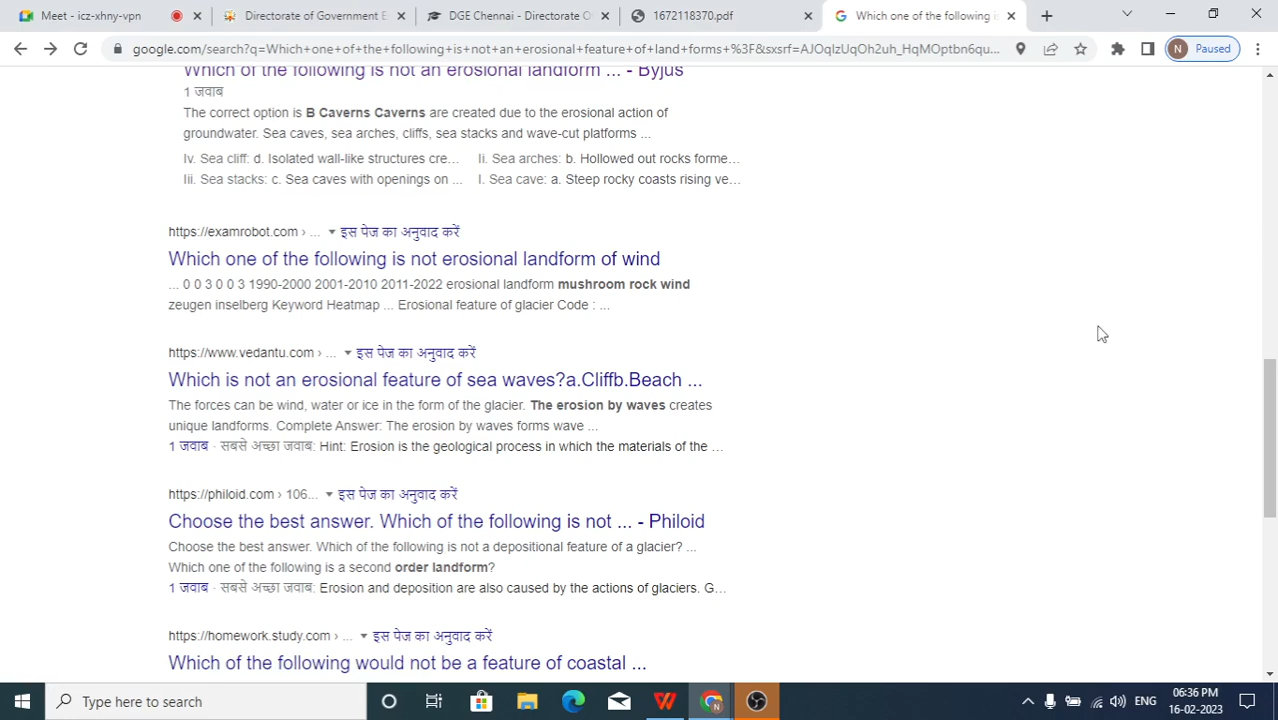 Meet - icz-xhny-vpn
Directorate of Government E
DGE Chennai - Directorate O
1672118370.pdf
Which one of the following is
google.com/search?q=Which+one+of+the+following+is+not+an+erosional+feature+of+land+forms+%3F&sxsrf=AJOqlzUqOh2uh_HqMOptbn6qu...
N Paused
Which of the following is not an erosional landform ... - Byjus
1 जवाब
The correct option is B Caverns Caverns are created due to the erosional action of
groundwater. Sea caves, sea arches, cliffs, sea stacks and wave-cut platforms ...
Iv. Sea cliff: d. Isolated wall-like structures cre... Ii. Sea arches: b. Hollowed out rocks forme...
Iii. Sea stacks: c. Sea caves with openings on ... I. Sea cave: a. Steep rocky coasts rising ve...
https://examrobot.com › ... इस पेज का अनुवाद करें
Which one of the following is not erosional landform of wind
... 0 0 3 0 0 3 1990-2000 2001-2010 2011-2022 erosional landform mushroom rock wind
zeugen inselberg Keyword Heatmap ... Erosional feature of glacier Code : ...
https://www.vedantu.com › ... इस पेज का अनुवाद करें
Which is not an erosional feature of sea waves?a.Cliffb.Beach ...
The forces can be wind, water or ice in the form of the glacier. The erosion by waves creates
unique landforms. Complete Answer: The erosion by waves forms wave ...
1 जवाब · सबसे अच्छा जवाब: Hint: Erosion is the geological process in which the materials of the ...
https://philoid.com › 106... इस पेज का अनुवाद करें
Choose the best answer. Which of the following is not ... - Philoid
Choose the best answer. Which of the following is not a depositional feature of a glacier? ...
Which one of the following is a second order landform?
1 जवाब · सबसे अच्छा जवाब: Erosion and deposition are also caused by the actions of glaciers. G...
https://homework.study.com › ... इस पेज का अनुवाद करें
Which of the following would not be a feature of coastal ...
Type here to search
ENG
06:36 PM
16-02-2023